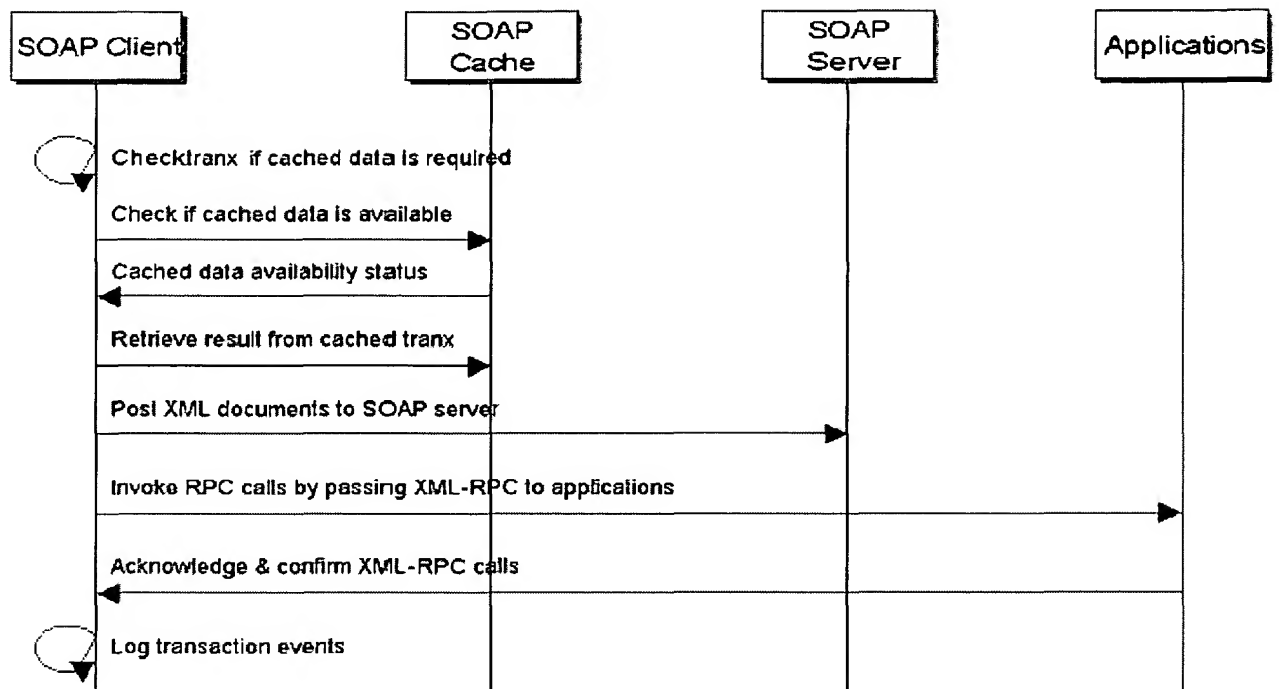 SOAP Client
SOAP
Cache
SOAP
Server
Applications
Checktranx if cached data is required
Check if cached data is available
Cached data availability status
Retrieve result from cached tranx
Post XML documents to SOAP server
Invoke RPC calls by passing XML-RPC to applications
Acknowledge & confirm XML-RPC calls
Log transaction events